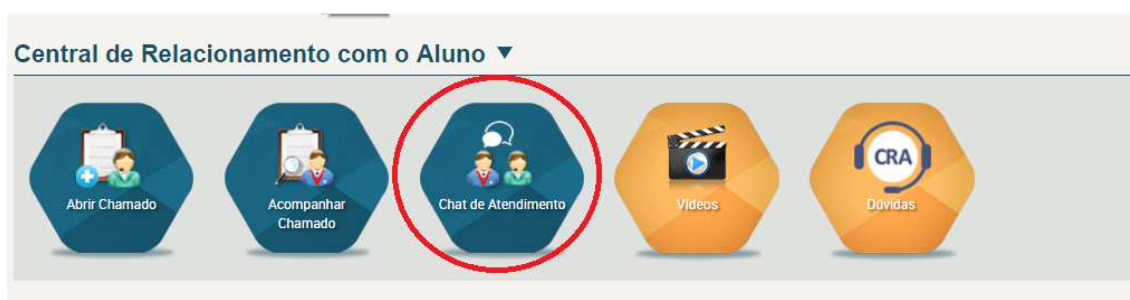 Central de Relacionamento com o Aluno ▼
Abrir Chamado
Acompanhar
Chamado
Chat de Atendimento
Vídeos
CRA
Dúvidas